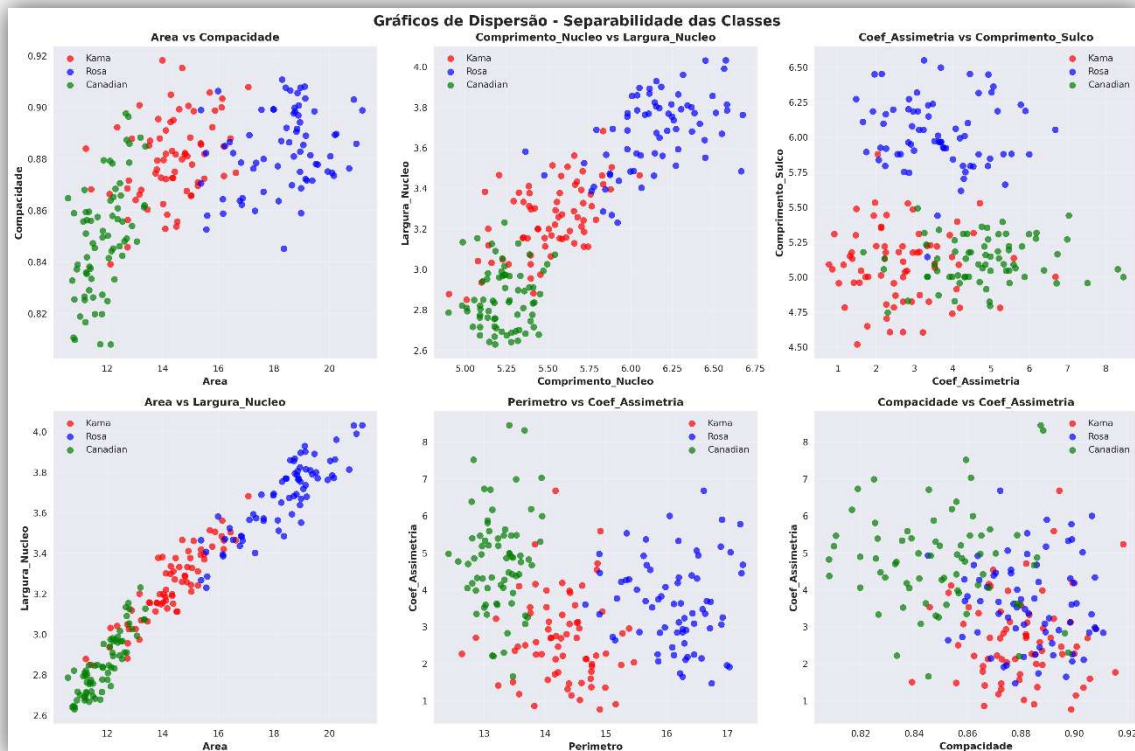 Gráficos de Dispersão - Separabilidade das Classes
Area vs Compacidade
Kama
Rosa
Canadian
0.92
0.90
0.88
0.86
0.84
0.82
Compacidade
12 14 16 18 20
Area
Comprimento_Nucleo vs Largura_Nucleo
Kama
Rosa
Canadian
4.0
3.8
3.6
3.4
3.2
3.0
2.8
2.6
Largura_Nucleo
5.00 5.25 5.50 5.75 6.00 6.25 6.50 6.75
Comprimento_Nucleo
Coef_Assimetria vs Comprimento_Sulco
Kama
Rosa
Canadian
6.50
6.25
6.00
5.75
5.50
5.25
5.00
4.75
4.50
Comprimento_Sulco
1 2 3 4 5 6 7 8
Coef_Assimetria
Area vs Largura_Nucleo
Kama
Rosa
Canadian
4.0
3.8
3.6
3.4
3.2
3.0
2.8
2.6
Largura_Nucleo
12 14 16 18 20
Area
Perimetro vs Coef_Assimetria
Kama
Rosa
Canadian
8
7
6
5
4
3
2
1
Coef_Assimetria
13 14 15 16 17
Perimetro
Compacidade vs Coef_Assimetria
Kama
Rosa
Canadian
8
7
6
5
4
3
2
1
Coef_Assimetria
0.82 0.84 0.86 0.88 0.90 0.92
Compacidade